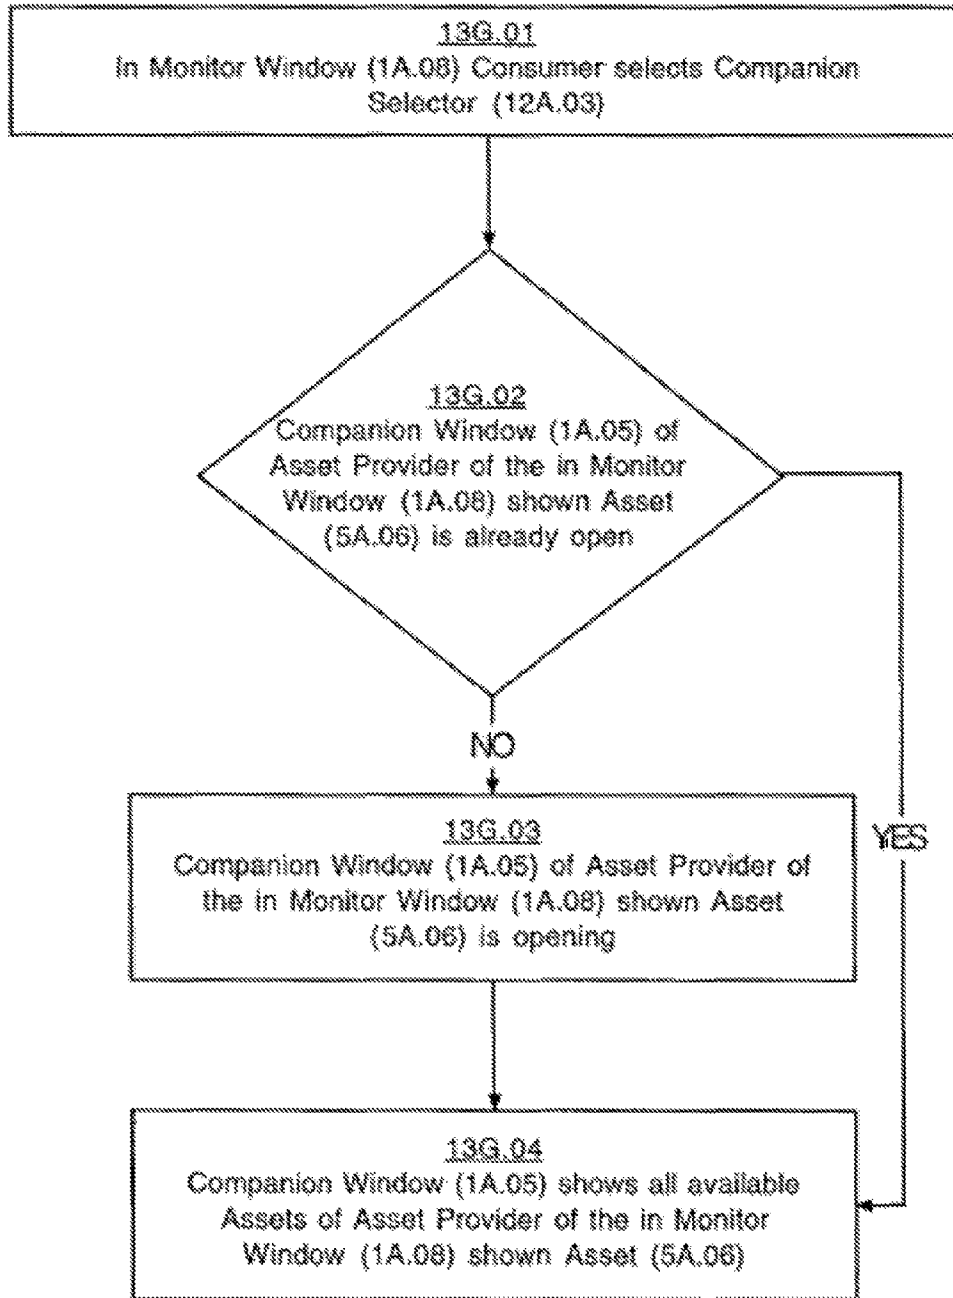 13G.01
In Monitor Window (1A.08) Consumer selects Companion
Selector (12A.03)
13G.02
Companion Window (1A.05) of
Asset Provider of the in Monitor
Window (1A.08) shown Asset
(5A.06) is already open
NO
13G.03
Companion Window (1A.05) of Asset Provider of
the in Monitor Window (1A.08) shown Asset
(5A.06) is opening
YES
13G.04
Companion Window (1A.05) shows all available
Assets of Asset Provider of the in Monitor
Window (1A.08) shown Asset (5A.06)